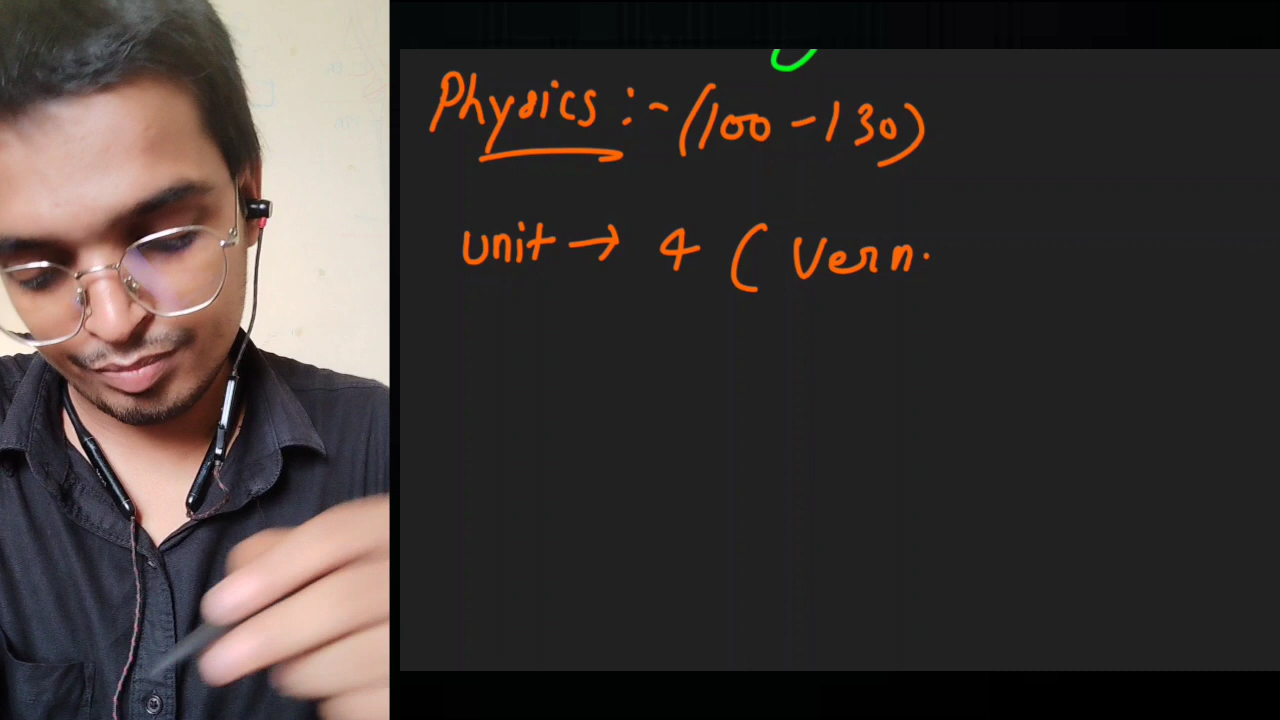 Physics :- (100 - 130)
unit → 4 ( Vern.